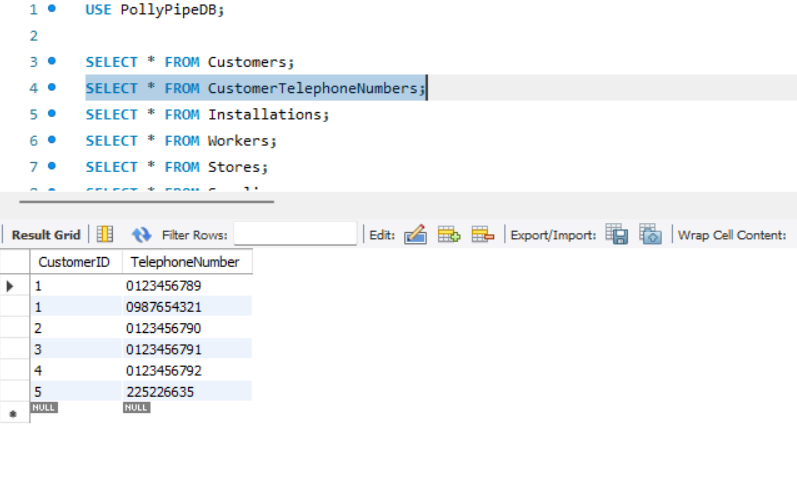 1 USE PollyPipeDB;
2
3 SELECT * FROM Customers;
4 SELECT * FROM CustomerTelephoneNumbers;
5 SELECT * FROM Installations;
6 SELECT * FROM Workers;
7 SELECT * FROM Stores;
Result Grid Filter Rows: Edit: Export/Import: Wrap Cell Content:
CustomerID TelephoneNumber
1 0123456789
1 0987654321
2 0123456790
3 0123456791
4 0123456792
5 225226635
NULL NULL